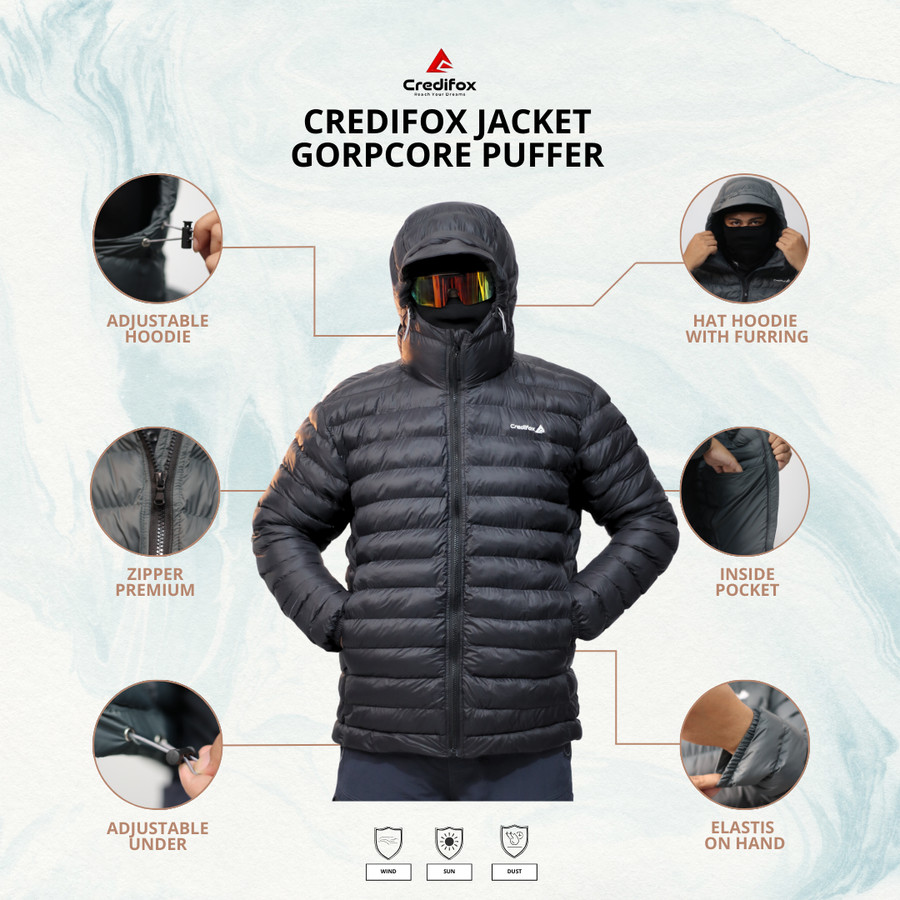 Credifox
Reach Your Dreams
CREDIFOX JACKET
GORPCORE PUFFER
ADJUSTABLE
HOODIE
HAT HOODIE
WITH FURRING
Credifox
ZIPPER
PREMIUM
INSIDE
POCKET
ADJUSTABLE
UNDER
ELASTIS
ON HAND
WIND
SUN
DUST